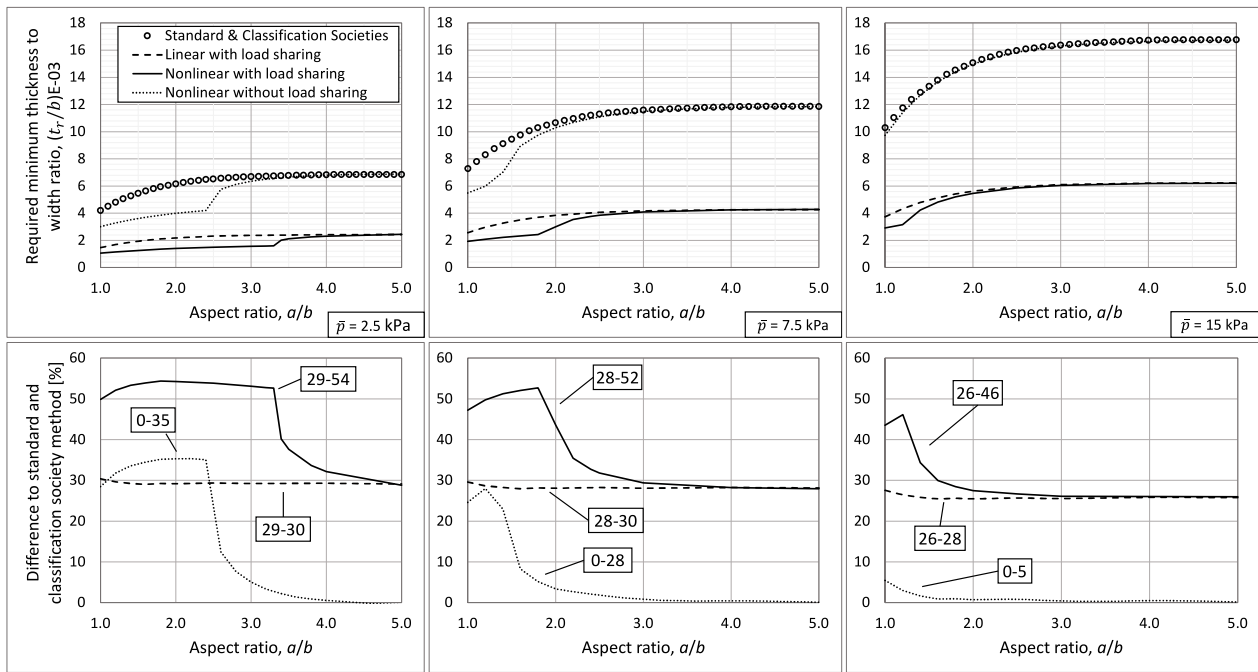 Required minimum thickness to
width ratio, (t_r/b)E-03
18
16
14
12
10
8
6
4
2
0
Standard & Classification Societies
Linear with load sharing
Nonlinear with load sharing
Nonlinear without load sharing
1.0 2.0 3.0 4.0 5.0
Aspect ratio, a/b
p̅ = 2.5 kPa
18
16
14
12
10
8
6
4
2
0
1.0 2.0 3.0 4.0 5.0
Aspect ratio, a/b
p̅ = 7.5 kPa
18
16
14
12
10
8
6
4
2
0
1.0 2.0 3.0 4.0 5.0
Aspect ratio, a/b
p̅ = 15 kPa
Difference to standard and
classification society method [%]
60
50
40
30
20
10
0
29-54
0-35
29-30
1.0 2.0 3.0 4.0 5.0
Aspect ratio, a/b
60
50
40
30
20
10
0
28-52
28-30
0-28
1.0 2.0 3.0 4.0 5.0
Aspect ratio, a/b
60
50
40
30
20
10
0
26-46
26-28
0-5
1.0 2.0 3.0 4.0 5.0
Aspect ratio, a/b